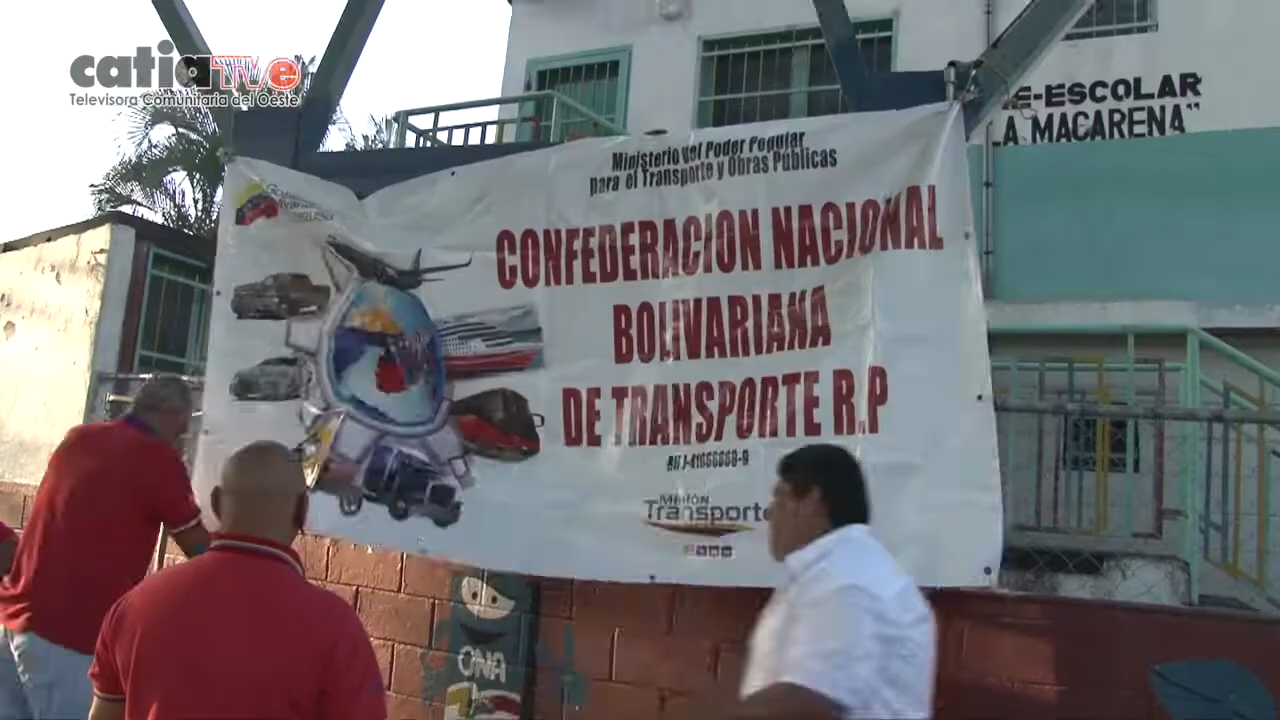 catiaTVe
Televisora Comunitaria del Oeste
E-ESCOLAR
LA MACARENA"
Ministerio del Poder Popular
para el Transporte y Obras Públicas
CONFEDERACION NACIONAL
BOLIVARIANA
DE TRANSPORTE R.P
Misión
Transporte
ONA